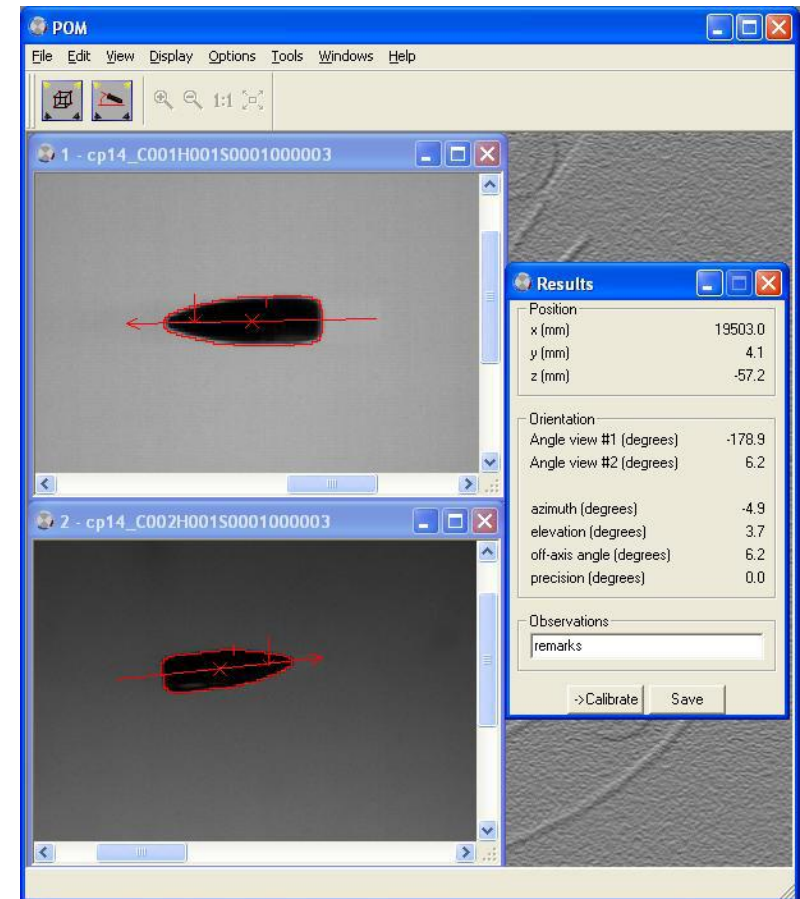 POM
File Edit View Display Options Tools Windows Help
1:1
1 - cp14_C001H001S0001000003
2 - cp14_C002H001S0001000003
Results
Position
x (mm) 19503.0
y (mm) 4.1
z (mm) -57.2
Orientation
Angle view #1 (degrees) -178.9
Angle view #2 (degrees) 6.2
azimuth (degrees) -4.9
elevation (degrees) 3.7
off-axis angle (degrees) 6.2
precision (degrees) 0.0
Observations
remarks
->Calibrate Save